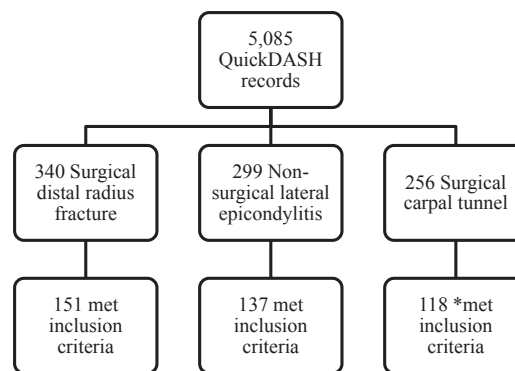 5,085
QuickDASH
records
340 Surgical
distal radius
fracture
299 Non-
surgical lateral
epicondylitis
256 Surgical
carpal tunnel
151 met
inclusion
criteria
137 met
inclusion
criteria
118 *met
inclusion
criteria